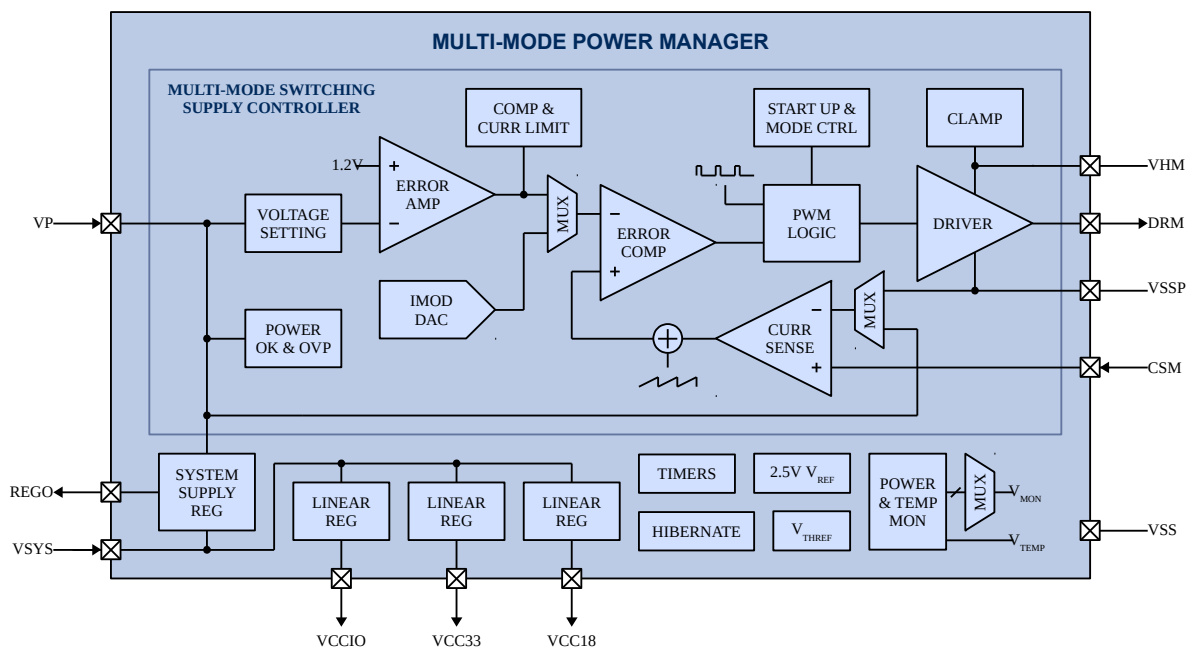 MULTI-MODE POWER MANAGER
MULTI-MODE SWITCHING
SUPPLY CONTROLLER
COMP &
CURR LIMIT
START UP &
MODE CTRL
CLAMP
1.2V
+
ERROR
AMP
−
VHM
VP
VOLTAGE
SETTING
MUX
−
ERROR
COMP
+
PWM
LOGIC
DRIVER
DRM
IMOD
DAC
VSSP
MUX
−
CURR
SENSE
+
POWER
OK & OVP
CSM
REGO
SYSTEM
SUPPLY
REG
VSYS
LINEAR
REG
LINEAR
REG
LINEAR
REG
TIMERS
2.5V VREF
HIBERNATE
VTHREF
POWER
& TEMP
MON
MUX
VMON
VTEMP
VSS
VCCIO
VCC33
VCC18